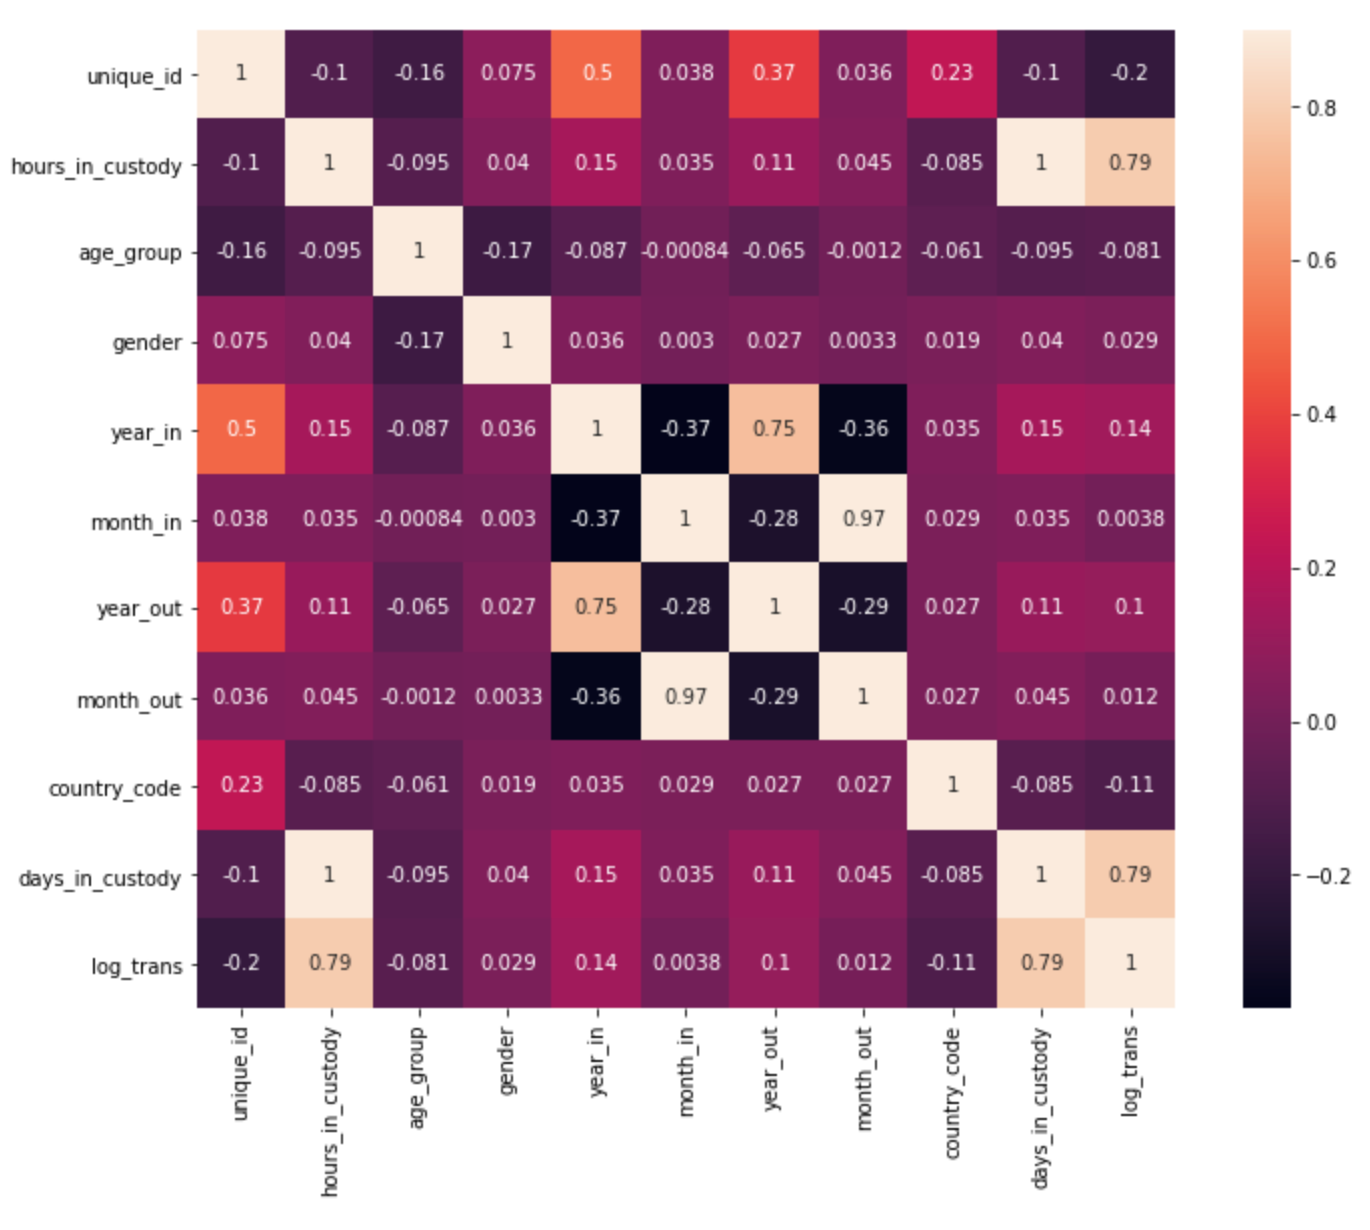 unique_id 1 -0.1 -0.16 0.075 0.5 0.038 0.37 0.036 0.23 -0.1 -0.2
hours_in_custody -0.1 1 -0.095 0.04 0.15 0.035 0.11 0.045 -0.085 1 0.79
age_group -0.16 -0.095 1 -0.17 -0.087 -0.00084 -0.065 -0.0012 -0.061 -0.095 -0.081
gender 0.075 0.04 -0.17 1 0.036 0.003 0.027 0.0033 0.019 0.04 0.029
year_in 0.5 0.15 -0.087 0.036 1 -0.37 0.75 -0.36 0.035 0.15 0.14
month_in 0.038 0.035 -0.00084 0.003 -0.37 1 -0.28 0.97 0.029 0.035 0.0038
year_out 0.37 0.11 -0.065 0.027 0.75 -0.28 1 -0.29 0.027 0.11 0.1
month_out 0.036 0.045 -0.0012 0.0033 -0.36 0.97 -0.29 1 0.027 0.045 0.012
country_code 0.23 -0.085 -0.061 0.019 0.035 0.029 0.027 0.027 1 -0.085 -0.11
days_in_custody -0.1 1 -0.095 0.04 0.15 0.035 0.11 0.045 -0.085 1 0.79
log_trans -0.2 0.79 -0.081 0.029 0.14 0.0038 0.1 0.012 -0.11 0.79 1
unique_id
hours_in_custody
age_group
gender
year_in
month_in
year_out
month_out
country_code
days_in_custody
log_trans
0.8
0.6
0.4
0.2
0.0
−0.2